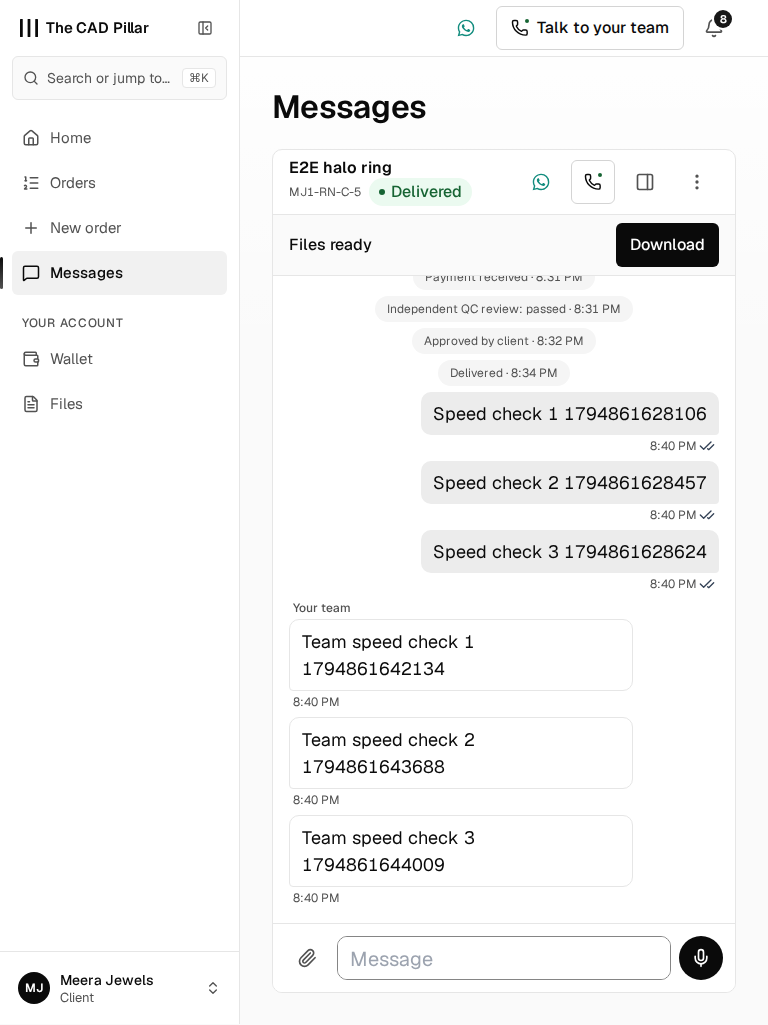 The CAD Pillar
Search or jump to...
⌘K
Home
Orders
New order
Messages
YOUR ACCOUNT
Wallet
Files
MJ
Meera Jewels
Client
Talk to your team
8
Messages
E2E halo ring
MJ1-RN-C-5
Delivered
Files ready
Download
Payment received · 8:31 PM
Independent QC review: passed · 8:31 PM
Approved by client · 8:32 PM
Delivered · 8:34 PM
Speed check 1 1794861628106
8:40 PM
Speed check 2 1794861628457
8:40 PM
Speed check 3 1794861628624
8:40 PM
Your team
Team speed check 1
1794861642134
8:40 PM
Team speed check 2
1794861643688
8:40 PM
Team speed check 3
1794861644009
8:40 PM
Message